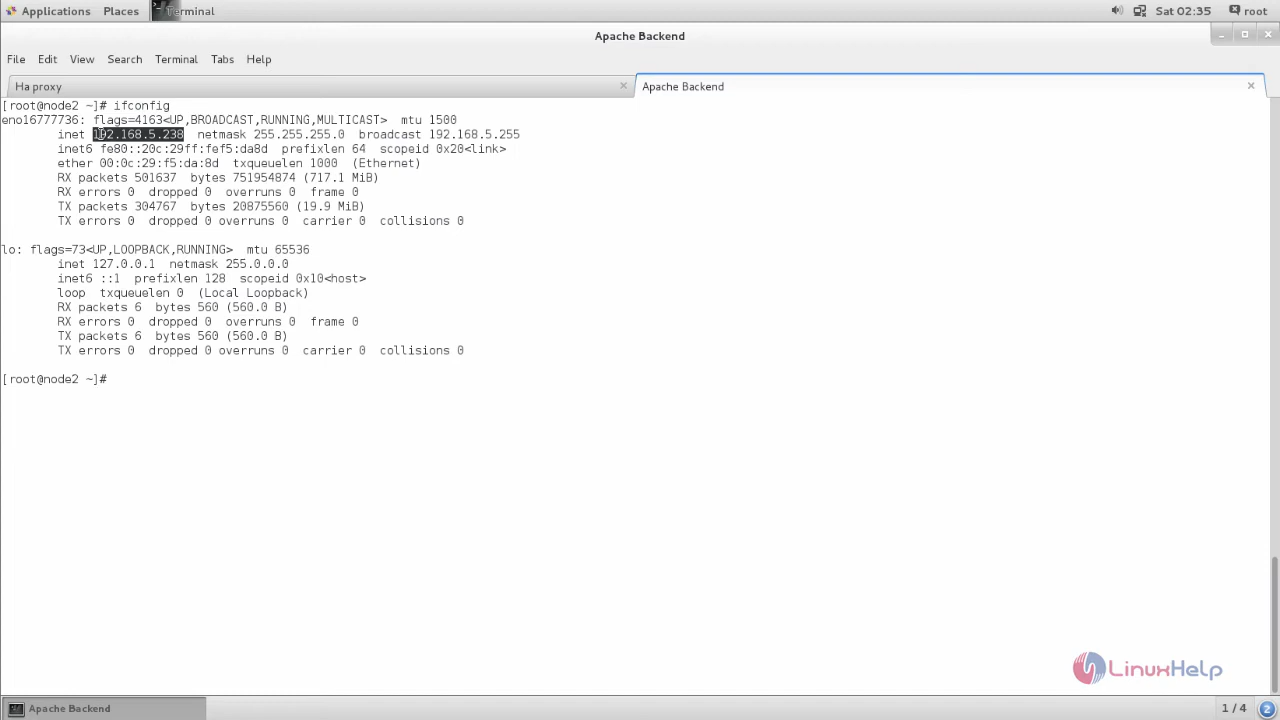 Applications Places Terminal Sat 02:35 root
Apache Backend
File Edit View Search Terminal Tabs Help
Ha proxy Apache Backend
[root@node2 ~]# ifconfig
eno16777736: flags=4163<UP,BROADCAST,RUNNING,MULTICAST> mtu 1500
inet 192.168.5.238 netmask 255.255.255.0 broadcast 192.168.5.255
inet6 fe80::20c:29ff:fef5:da8d prefixlen 64 scopeid 0x20<link>
ether 00:0c:29:f5:da:8d txqueuelen 1000 (Ethernet)
RX packets 501637 bytes 751954874 (717.1 MiB)
RX errors 0 dropped 0 overruns 0 frame 0
TX packets 304767 bytes 20875560 (19.9 MiB)
TX errors 0 dropped 0 overruns 0 carrier 0 collisions 0
lo: flags=73<UP,LOOPBACK,RUNNING> mtu 65536
inet 127.0.0.1 netmask 255.0.0.0
inet6 ::1 prefixlen 128 scopeid 0x10<host>
loop txqueuelen 0 (Local Loopback)
RX packets 6 bytes 560 (560.0 B)
RX errors 0 dropped 0 overruns 0 frame 0
TX packets 6 bytes 560 (560.0 B)
TX errors 0 dropped 0 overruns 0 carrier 0 collisions 0
[root@node2 ~]#
LinuxHelp
Apache Backend 1 / 4 2